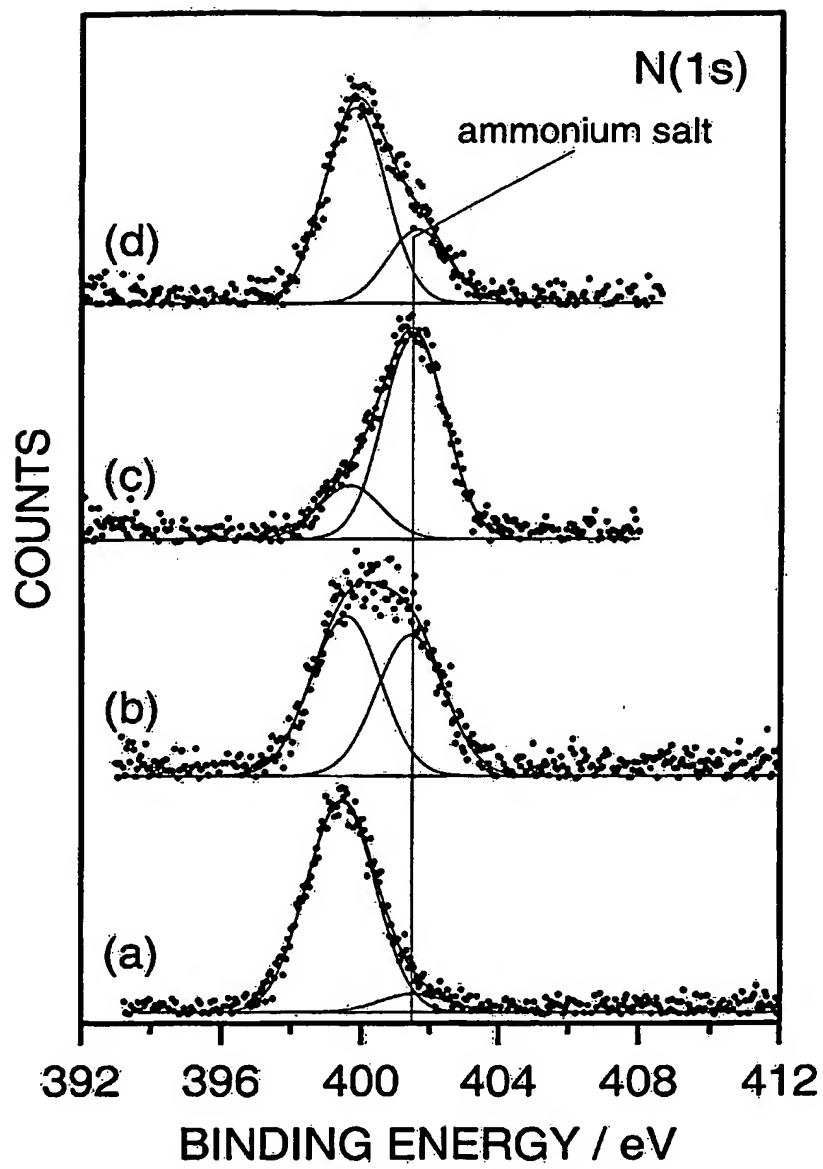 N(1s)
ammonium salt
(d)
(c)
(b)
(a)
COUNTS
392 396 400 404 408 412
BINDING ENERGY / eV